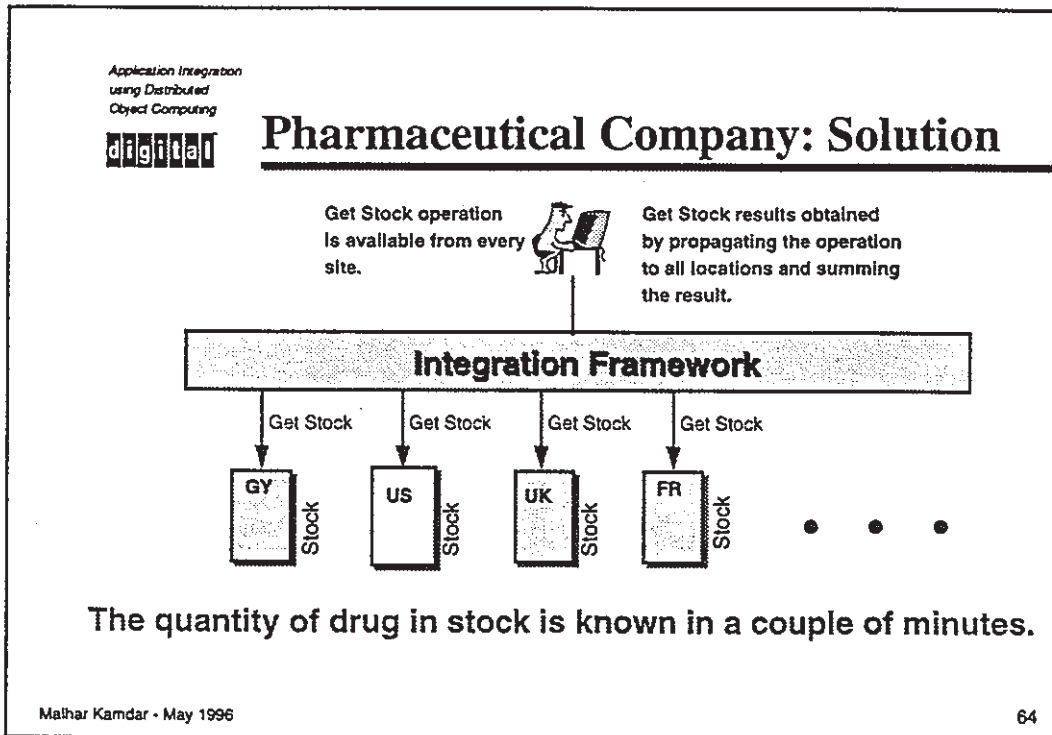 Application Integration
using Distributed
Object Computing
digital
Pharmaceutical Company: Solution
Get Stock operation
is available from every
site.
Get Stock results obtained
by propagating the operation
to all locations and summing
the result.
Integration Framework
Get Stock
Get Stock
Get Stock
Get Stock
GY
Stock
US
Stock
UK
Stock
FR
Stock
The quantity of drug in stock is known in a couple of minutes.
Malhar Kamdar - May 1996
64